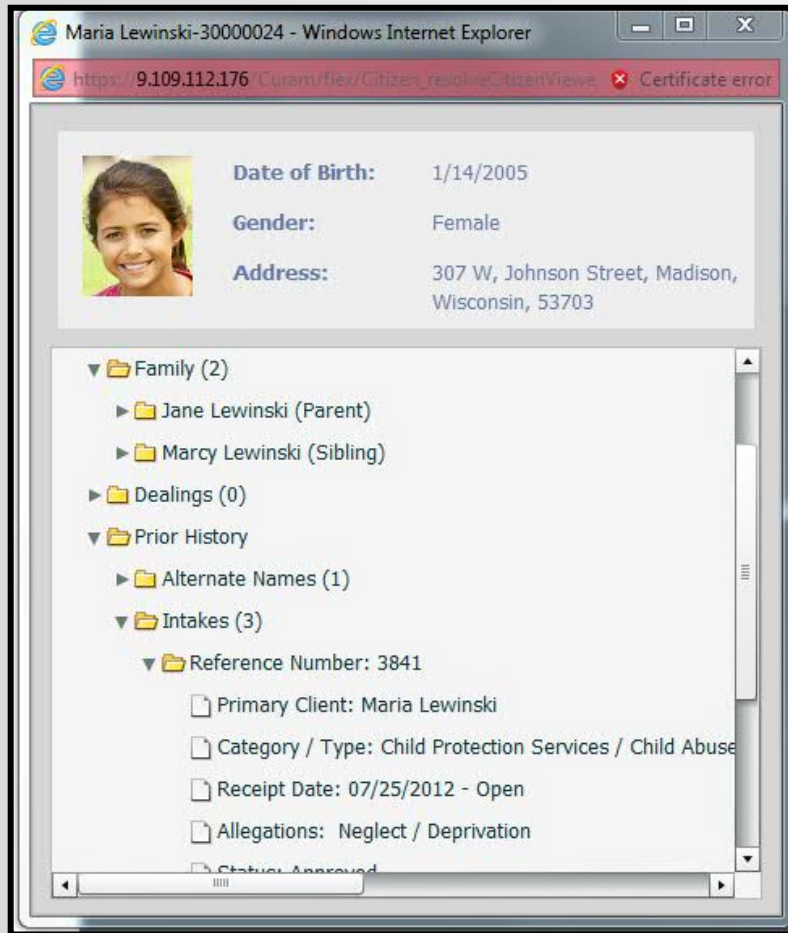 Maria Lewinski-30000024 - Windows Internet Explorer
https://9.109.112.176/Curam/flex/Citizen_resolveCitizenViewe Certificate error
Date of Birth: 1/14/2005
Gender: Female
Address: 307 W, Johnson Street, Madison,
Wisconsin, 53703
Family (2)
Jane Lewinski (Parent)
Marcy Lewinski (Sibling)
Dealings (0)
Prior History
Alternate Names (1)
Intakes (3)
Reference Number: 3841
Primary Client: Maria Lewinski
Category / Type: Child Protection Services / Child Abuse
Receipt Date: 07/25/2012 - Open
Allegations: Neglect / Deprivation
Status: Approved